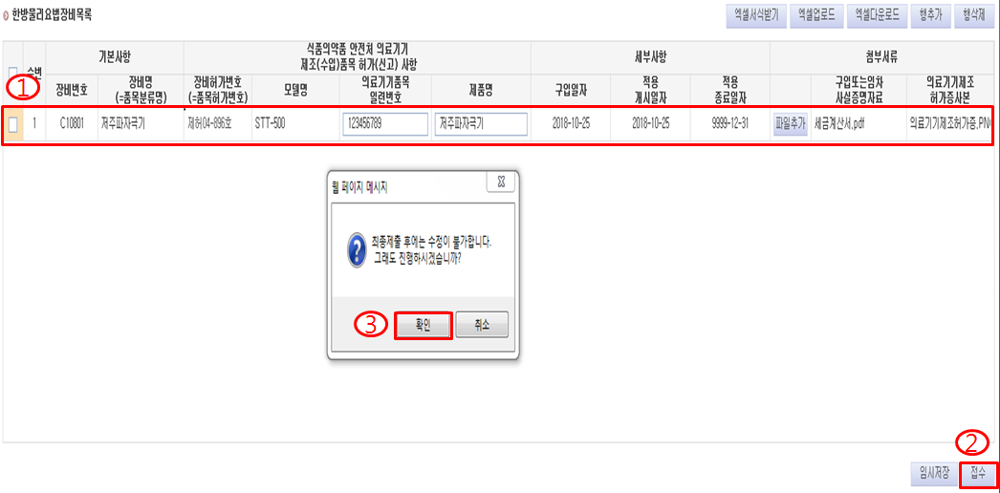 한방물리요법장비목록
엑셀서식받기 엑셀업로드 엑셀다운로드 행추가 행삭제
순번 기본사항 식품의약품 안전처 의료기기 제조(수입)품목 허가(신고) 사항 세부사항 첨부서류
장비번호 장비명 (=품목분류명) 장비허가번호 (=품목허가번호) 모델명 의료기기품목 일련번호 제품명 구입일자 적용 개시일자 적용 종료일자 구입또는임차 사실증명자료 의료기기제조 허가증사본
①
1 C10801 저주파자극기 제허04-896호 STT-500 123456789 저주파자극기 2018-10-25 2018-10-25 9999-12-31 파일추가 세금계산서.pdf 의료기기제조허가증.PNG
웹 페이지 메시지
최종제출 후에는 수정이 불가합니다.
그래도 진행하시겠습니까?
③ 확인 취소
②
임시저장 접수